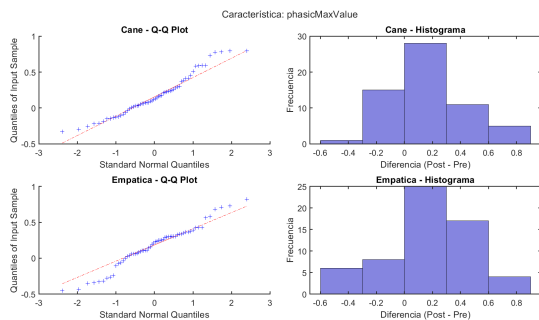 Característica: phasicMaxValue
Cane - Q-Q Plot
Quantiles of Input Sample
1
0.5
0
-0.5
-3 -2 -1 0 1 2 3
Standard Normal Quantiles
Cane - Histograma
Frecuencia
30
20
10
0
-0.6 -0.4 -0.2 0 0.2 0.4 0.6 0.8
Diferencia (Post - Pre)
Empatica - Q-Q Plot
Quantiles of Input Sample
1
0.5
0
-0.5
-3 -2 -1 0 1 2 3
Standard Normal Quantiles
Empatica - Histograma
Frecuencia
25
20
15
10
5
0
-0.6 -0.4 -0.2 0 0.2 0.4 0.6 0.8
Diferencia (Post - Pre)